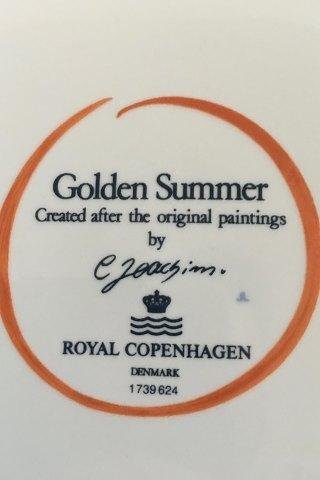 Golden Summer
Created after the original paintings
by
C Joachim.
ROYAL COPENHAGEN
DENMARK
1739624